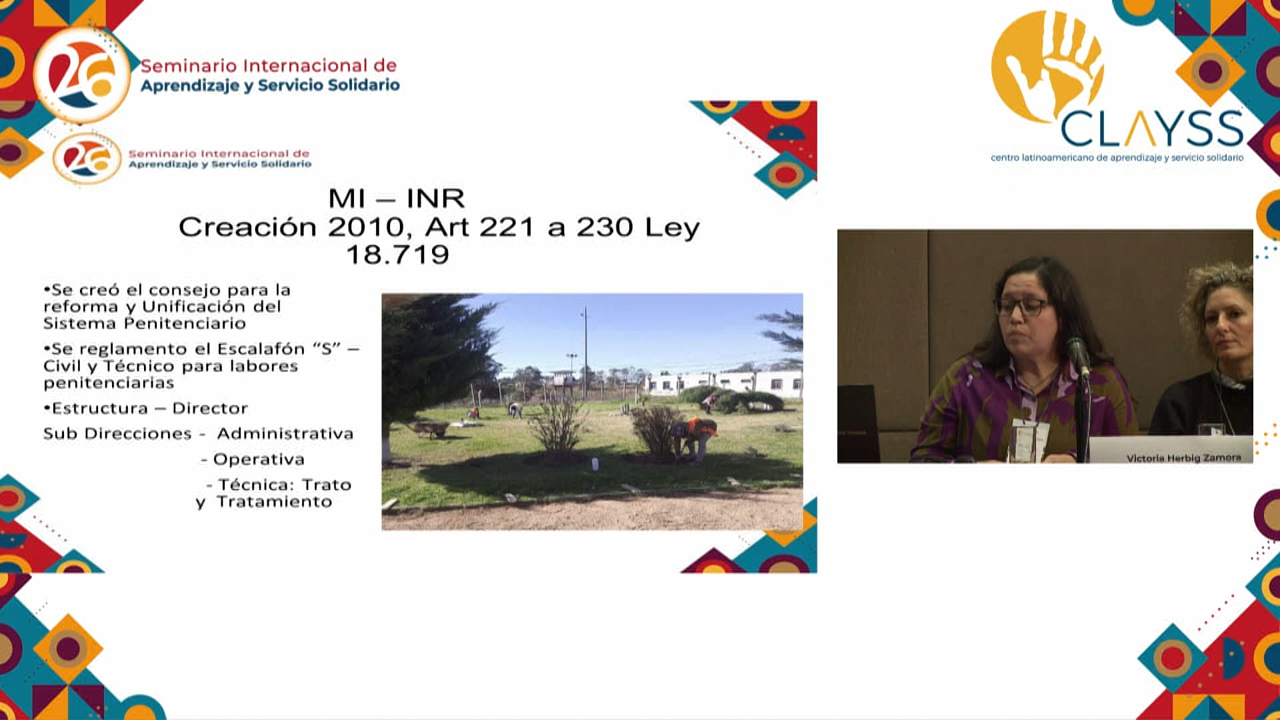 26
Seminario Internacional de
Aprendizaje y Servicio Solidario
CLAYSS
centro latinoamericano de aprendizaje y servicio solidario
26
Seminario Internacional de
Aprendizaje y Servicio Solidario
MI – INR
Creación 2010, Art 221 a 230 Ley
18.719
•Se creó el consejo para la
reforma y Unificación del
Sistema Penitenciario
•Se reglamento el Escalafón “S” –
Civil y Técnico para labores
penitenciarias
•Estructura – Director
Sub Direcciones - Administrativa
- Operativa
- Técnica: Trato
y Tratamiento
Victoria Herbig Zamora